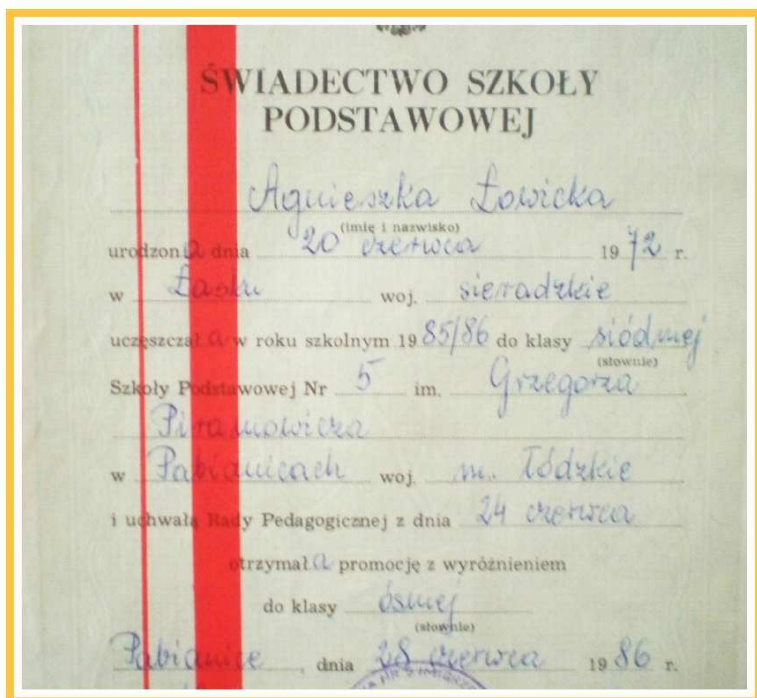 ŚWIADECTWO SZKOŁY
PODSTAWOWEJ
Agnieszka Łowicka
(imię i nazwisko)
urodzona dnia 20 czerwca 1972 r.
w Łasku woj. sieradzkie
uczęszczała w roku szkolnym 1985/86 do klasy siódmej
(słownie)
Szkoły Podstawowej Nr 5 im. Grzegorza
Piramowicza
w Pabianicach woj. m. Łódzkie
i uchwałą Rady Pedagogicznej z dnia 24 czerwca
otrzymała promocję z wyróżnieniem
do klasy ósmej
(słownie)
Pabianice, dnia 28 czerwca 1986 r.